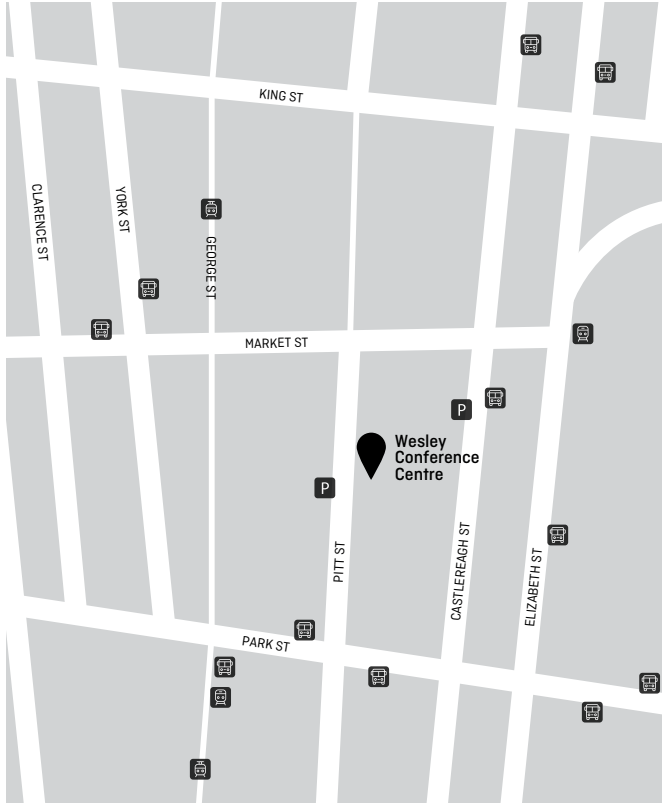 KING ST
CLARENCE ST
YORK ST
GEORGE ST
MARKET ST
P
Wesley
Conference
Centre
P
PITT ST
CASTLEREAGH ST
ELIZABETH ST
PARK ST